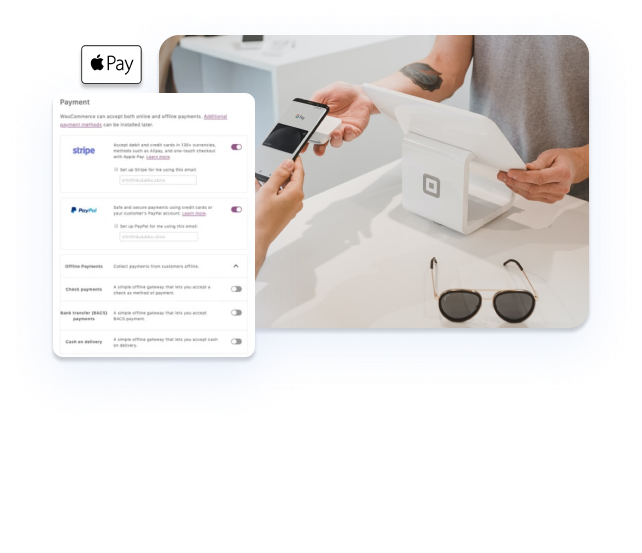 Pay
Payment
WooCommerce can accept both online and offline payments. Additional
payment methods can be installed later.
stripe
Accept debit and credit cards in 135+ currencies,
methods such as Alipay, and one-touch checkout
with Apple Pay. Learn more.
Set up Stripe for me using this email:
PayPal
Safe and secure payments using credit cards or
your customer's PayPal account. Learn more.
Set up PayPal for me using this email:
Offline Payments
Collect payments from customers offline.
Check payments
A simple offline gateway that lets you accept a
check as method of payment.
Bank transfer (BACS)
payments
A simple offline gateway that lets you accept
BACS payment.
Cash on delivery
A simple offline gateway that lets you accept cash
on delivery.
Pay